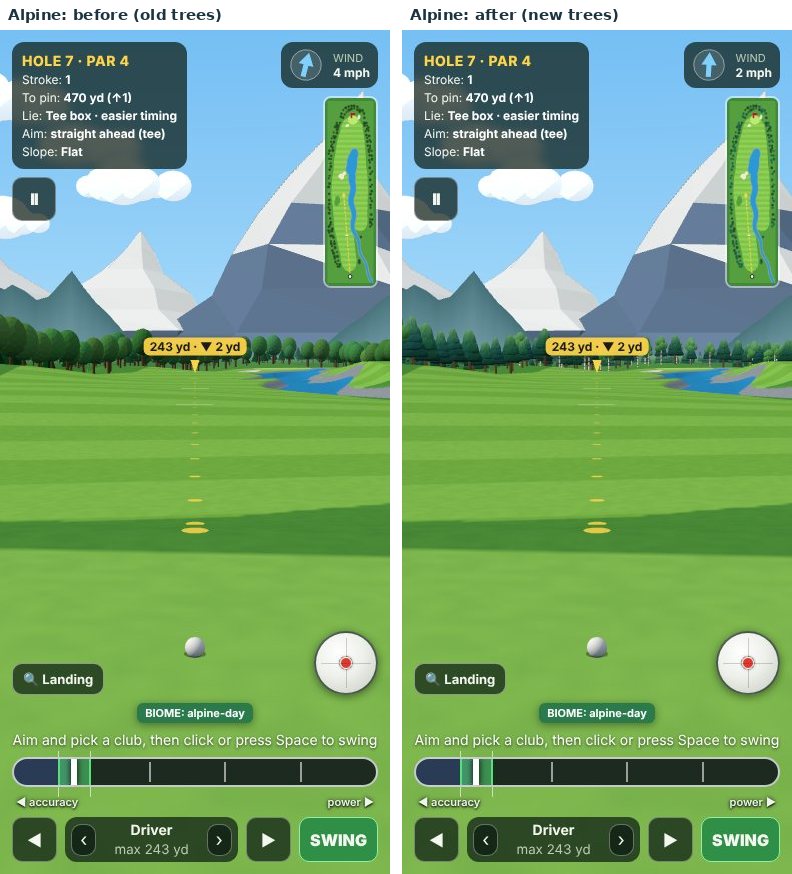 Alpine: before (old trees)
HOLE 7 · PAR 4
Stroke: 1
To pin: 470 yd (↑1)
Lie: Tee box · easier timing
Aim: straight ahead (tee)
Slope: Flat
WIND
4 mph
243 yd · ▼ 2 yd
Landing
BIOME: alpine-day
Aim and pick a club, then click or press Space to swing
◀ accuracy
power ▶
Driver
max 243 yd
SWING
Alpine: after (new trees)
HOLE 7 · PAR 4
Stroke: 1
To pin: 470 yd (↑1)
Lie: Tee box · easier timing
Aim: straight ahead (tee)
Slope: Flat
WIND
2 mph
243 yd · ▼ 2 yd
Landing
BIOME: alpine-day
Aim and pick a club, then click or press Space to swing
◀ accuracy
power ▶
Driver
max 243 yd
SWING